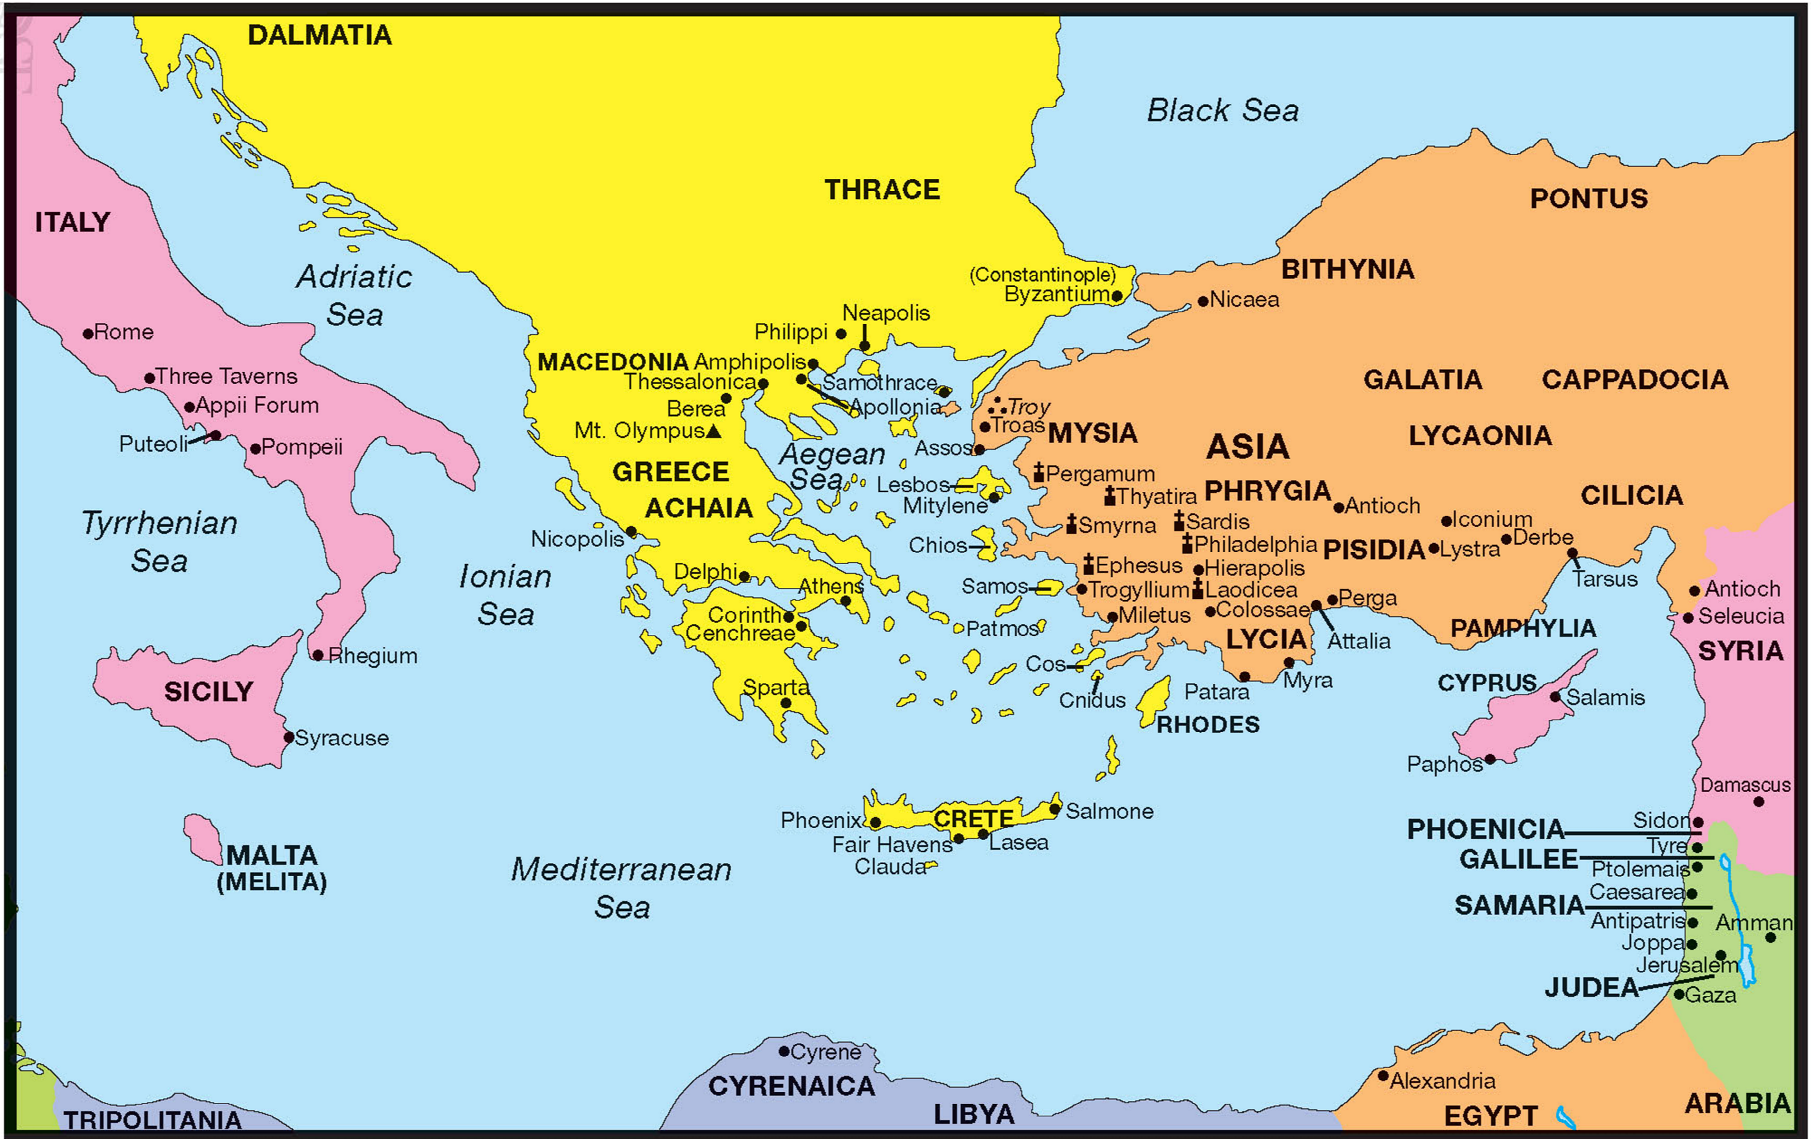 DALMATIA
Black Sea
THRACE
PONTUS
ITALY
Adriatic
Sea
BITHYNIA
(Constantinople)
Byzantium
Nicaea
Neapolis
Philippi
Rome
MACEDONIA
Amphipolis
Three Taverns
Thessalonica
Samothrace
GALATIA
CAPPADOCIA
Appii Forum
Berea
Apollonia
Troy
Troas
Puteoli
Pompeii
Mt. Olympus
MYSIA
ASIA
LYCAONIA
Assos
Aegean
Sea
GREECE
Pergamum
Lesbos
Mitylene
Thyatira
PHRYGIA
Antioch
CILICIA
ACHAIA
Tyrrhenian
Sea
Smyrna
Sardis
Iconium
Nicopolis
Chios
Philadelphia
PISIDIA
Lystra
Derbe
Ionian
Sea
Delphi
Athens
Ephesus
Hierapolis
Tarsus
Samos
Trogyllium
Laodicea
Perga
Antioch
Corinth
Cenchreae
Miletus
Colossae
Seleucia
Patmos
LYCIA
Attalia
PAMPHYLIA
Rhegium
Cos
SYRIA
SICILY
Sparta
Cnidus
Patara
Myra
CYPRUS
Salamis
RHODES
Syracuse
Paphos
Damascus
Phoenix
CRETE
Salmone
Sidon
PHOENICIA
Fair Havens
Lasea
Tyre
MALTA
(MELITA)
Clauda
GALILEE
Ptolemais
Mediterranean
Sea
Caesarea
SAMARIA
Antipatris
Amman
Joppa
Jerusalem
JUDEA
Gaza
Cyrene
CYRENAICA
Alexandria
TRIPOLITANIA
LIBYA
EGYPT
ARABIA